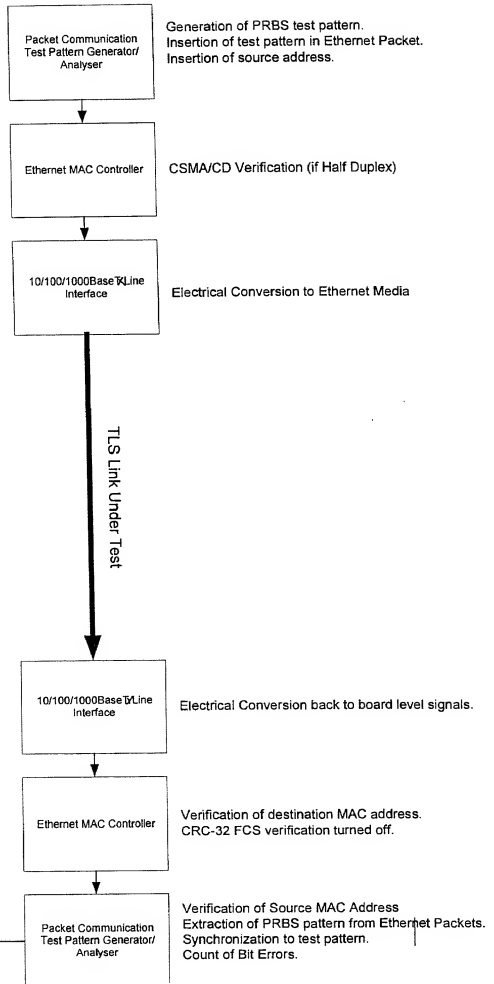 Packet Communication
Test Pattern Generator/
Analyser
Generation of PRBS test pattern.
Insertion of test pattern in Ethernet Packet.
Insertion of source address.
Ethernet MAC Controller
CSMA/CD Verification (if Half Duplex)
10/100/1000Base Line
Interface
Electrical Conversion to Ethernet Media
TLS Link Under Test
10/100/1000Base Line
Interface
Electrical Conversion back to board level signals.
Ethernet MAC Controller
Verification of destination MAC address.
CRC-32 FCS verification turned off.
Packet Communication
Test Pattern Generator/
Analyser
Verification of Source MAC Address
Extraction of PRBS pattern from Ethernet Packets.
Synchronization to test pattern.
Count of Bit Errors.